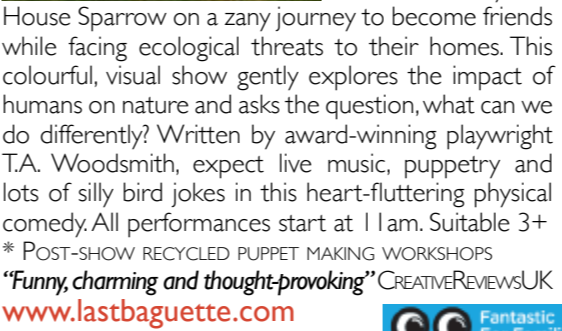 House Sparrow on a zany journey to become friends
while facing ecological threats to their homes. This
colourful, visual show gently explores the impact of
humans on nature and asks the question, what can we
do differently? Written by award-winning playwright
T.A. Woodsmith, expect live music, puppetry and
lots of silly bird jokes in this heart-fluttering physical
comedy. All performances start at 11am. Suitable 3+
* POST-SHOW RECYCLED PUPPET MAKING WORKSHOPS
“Funny, charming and thought-provoking” CREATIVEREVIEWSUK
www.lastbaguette.com
Fantastic